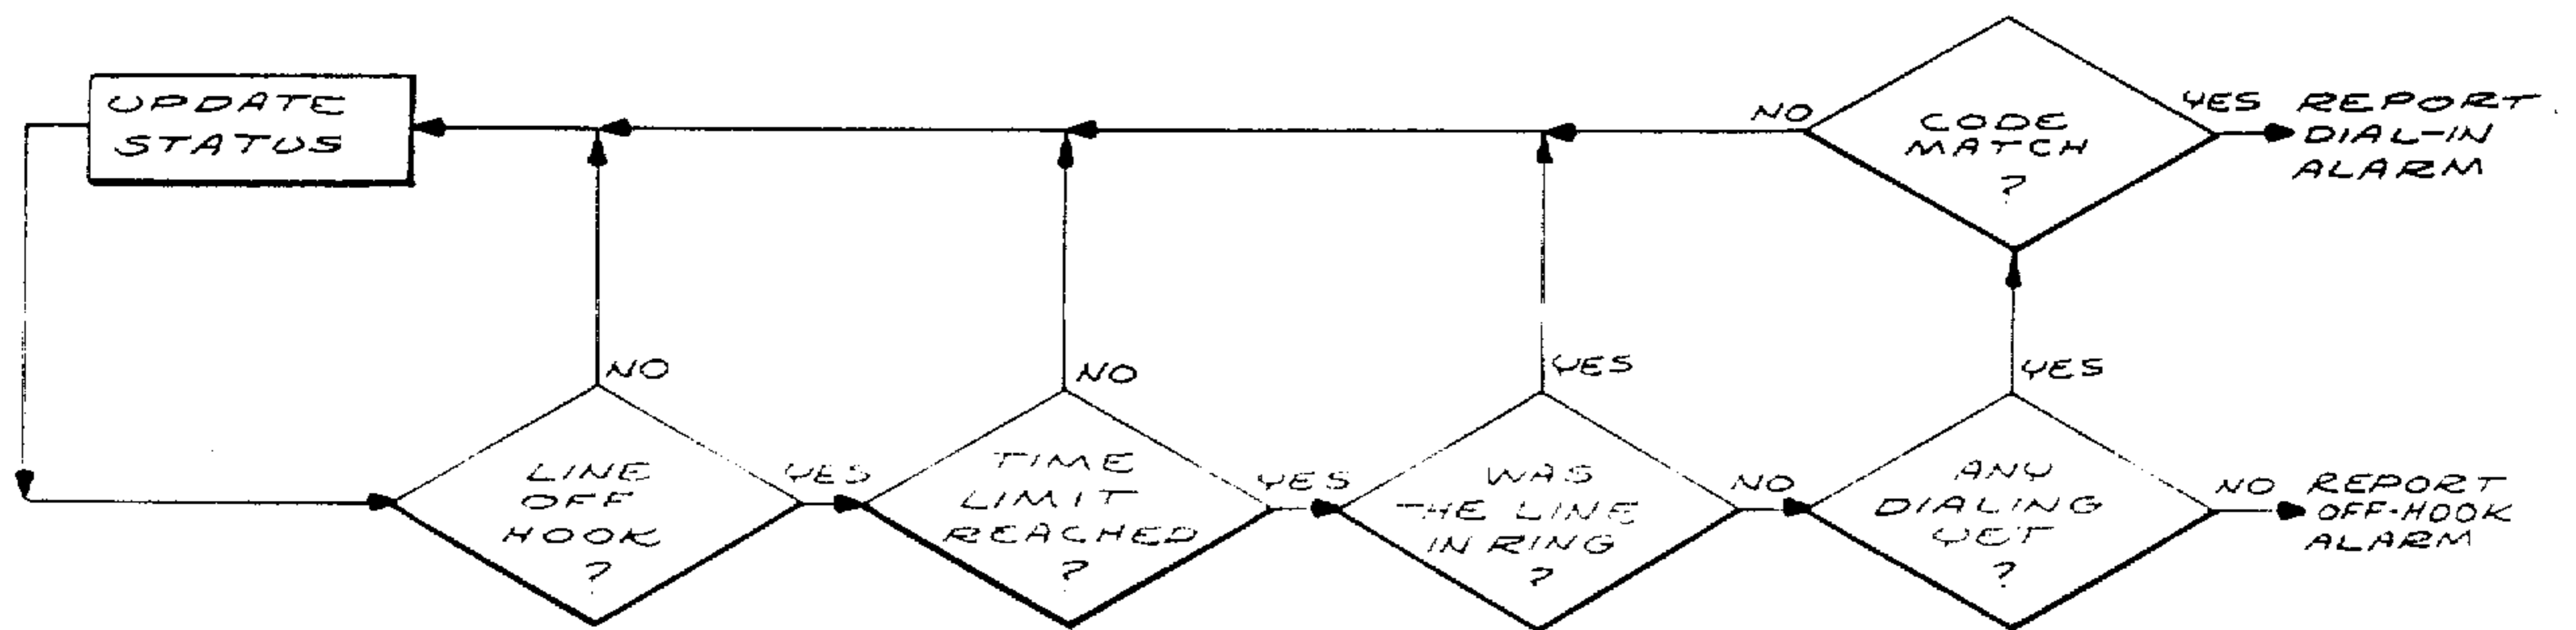 UPDATE
STATUS
NO
CODE
MATCH
?
YES
REPORT
DIAL-IN
ALARM
NO
NO
YES
YES
LINE
OFF
HOOK
?
YES
TIME
LIMIT
REACHED
?
YES
WAS
THE LINE
IN RING
?
NO
ANY
DIALING
YET
?
NO
REPORT
OFF-HOOK
ALARM